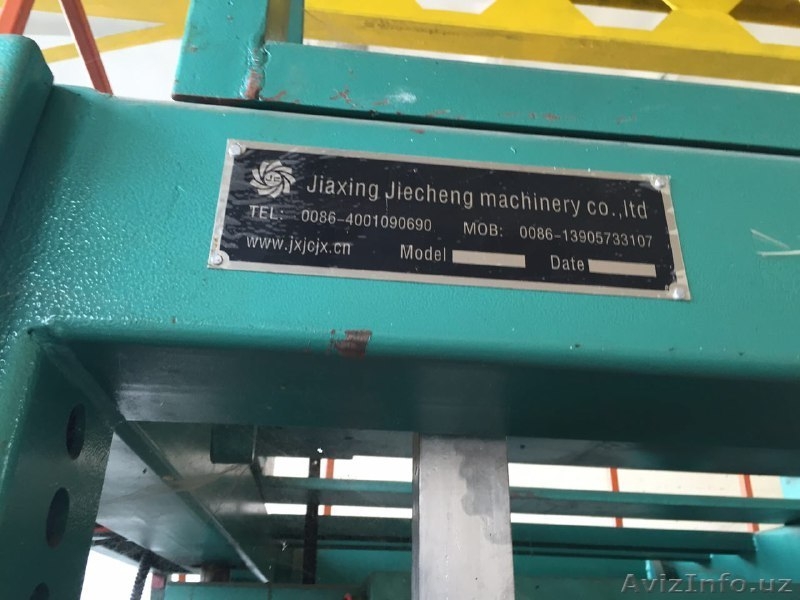 Jiaxing Jiecheng machinery co.,ltd
TEL: 0086-4001090690 MOB: 0086-13905733107
www.jxjcjx.cn Model Date
AvizInfo.uz